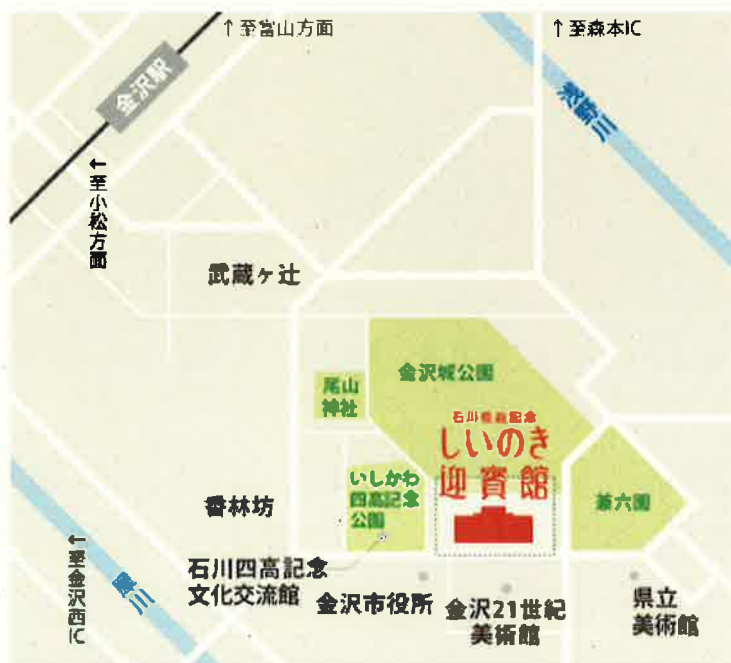 ↑至富山方面
↑至森本IC
金沢駅
浅野川
↑至小松方面
武蔵ヶ辻
金沢城公園
尾山
神社
石川県政記念
しいのき
迎賓館
いしかわ
四高記念
公園
兼六園
香林坊
↑至金沢西IC
犀川
石川四高記念
文化交流館
金沢市役所
金沢21世紀
美術館
県立
美術館